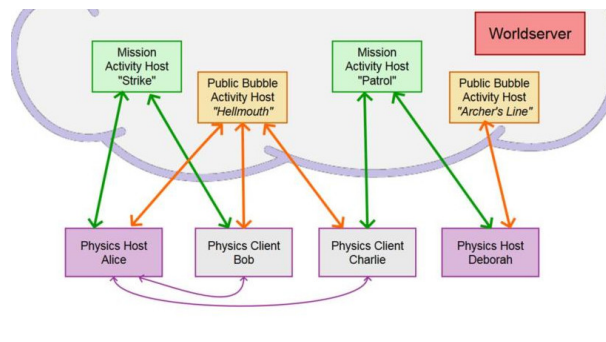 Worldserver
Mission
Activity Host
"Strike"
Public Bubble
Activity Host
"Hellmouth"
Mission
Activity Host
"Patrol"
Public Bubble
Activity Host
"Archer's Line"
Physics Host
Alice
Physics Client
Bob
Physics Client
Charlie
Physics Host
Deborah